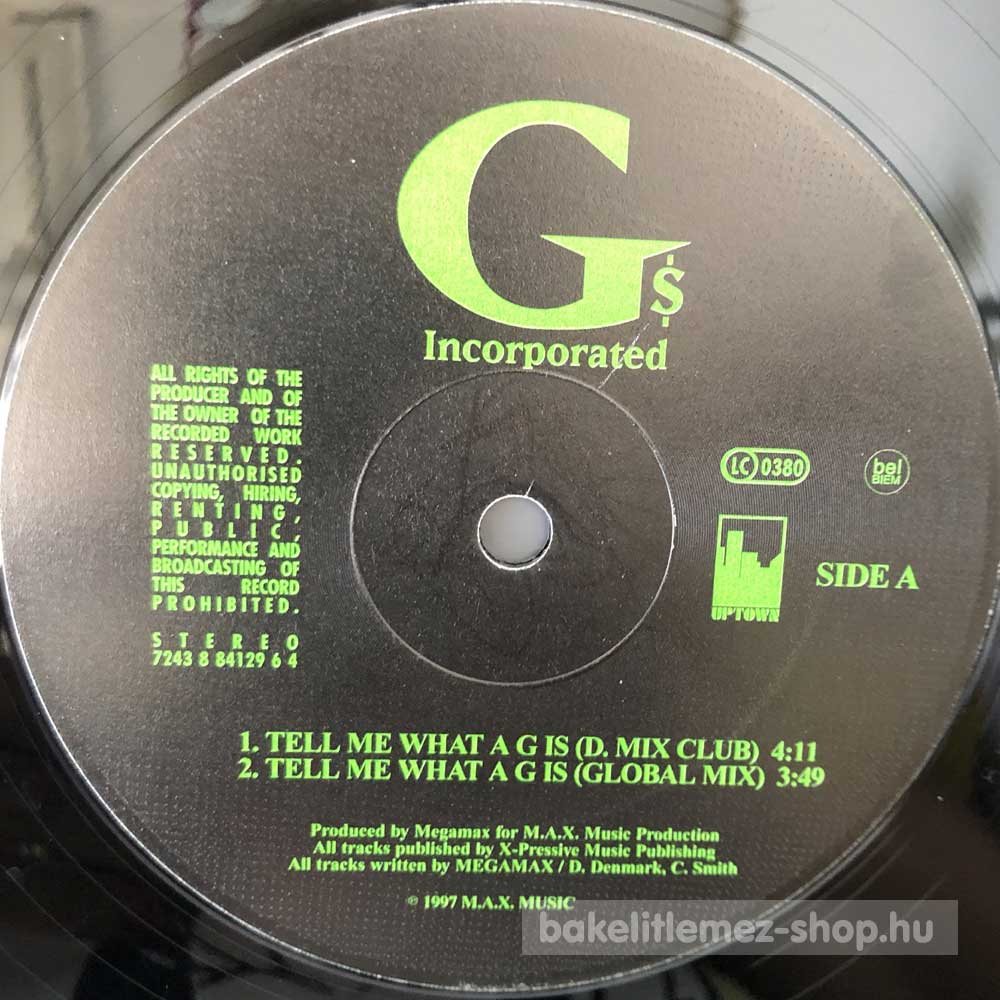 G$
Incorporated
ALL RIGHTS OF THE
PRODUCER AND OF
THE OWNER OF THE
RECORDED WORK
RESERVED.
UNAUTHORISED
COPYING, HIRING,
RENTING,
PUBLIC,
PERFORMANCE AND
BROADCASTING OF
THIS RECORD
PROHIBITED.
STEREO
7243 8 84129 6 4
LC 0380
bel
BIEM
UPTOWN
SIDE A
1. TELL ME WHAT A G IS (D. MIX CLUB) 4:11
2. TELL ME WHAT A G IS (GLOBAL MIX) 3:49
Produced by Megamax for M.A.X. Music Production
All tracks published by X-Pressive Music Publishing
All tracks written by MEGAMAX / D. Denmark, C. Smith
℗ 1997 M.A.X. MUSIC
bakelitlemez-shop.hu